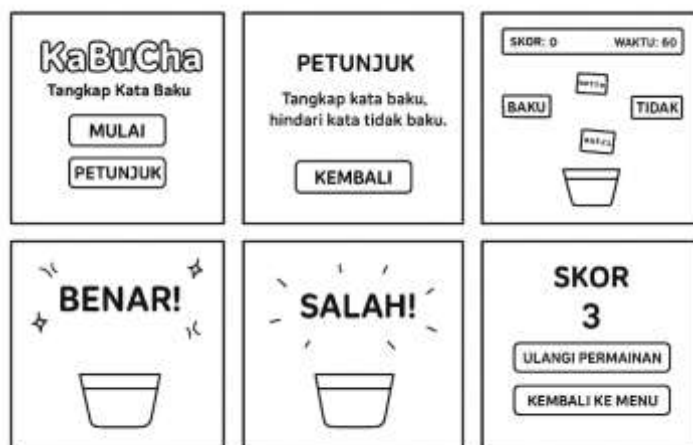 KaBuCha
Tangkap Kata Baku
MULAI
PETUNJUK
PETUNJUK
Tangkap kata baku,
hindari kata tidak baku.
KEMBALI
SKOR: 0 WAKTU: 60
BAKU TIDAK
BENAR!
SALAH!
SKOR
3
ULANGI PERMAINAN
KEMBALI KE MENU